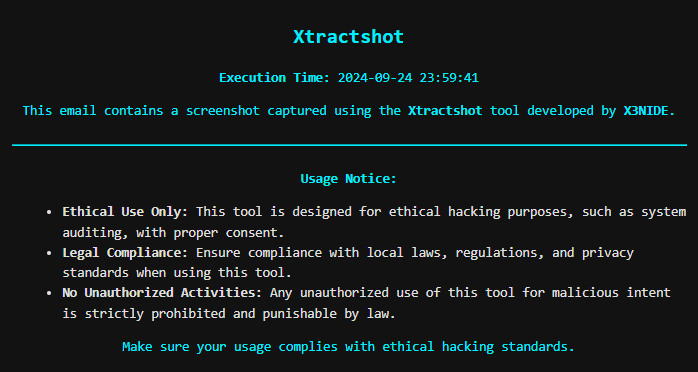 Xtractshot
Execution Time: 2024-09-24 23:59:41
This email contains a screenshot captured using the Xtractshot tool developed by X3NIDE.
Usage Notice:
• Ethical Use Only: This tool is designed for ethical hacking purposes, such as system
auditing, with proper consent.
• Legal Compliance: Ensure compliance with local laws, regulations, and privacy
standards when using this tool.
• No Unauthorized Activities: Any unauthorized use of this tool for malicious intent
is strictly prohibited and punishable by law.
Make sure your usage complies with ethical hacking standards.